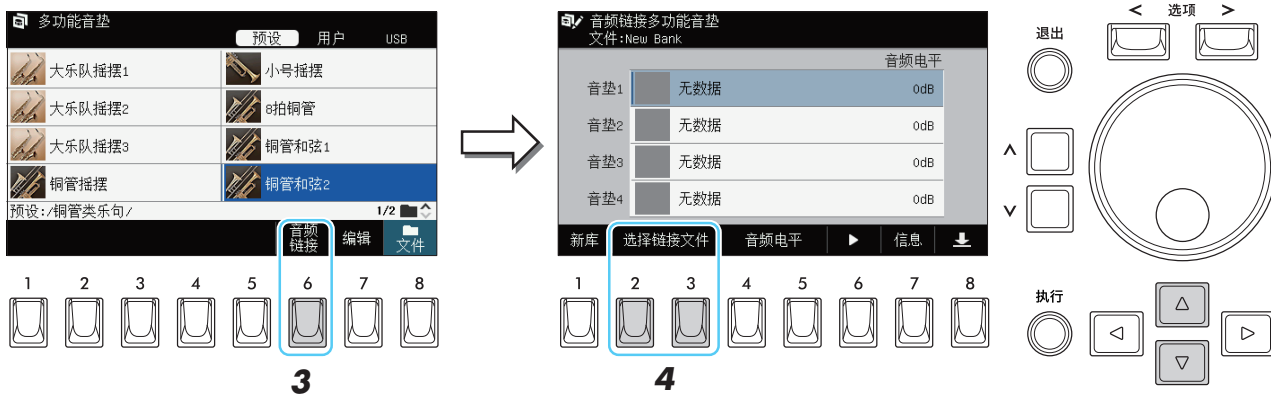 多功能音垫
预设 用户 USB
大乐队摇摆1 小号摇摆
大乐队摇摆2 8拍铜管
大乐队摇摆3 铜管和弦1
铜管摇摆 铜管和弦2
预设:/铜管类乐句/ 1/2
音频
链接 编辑 文件
1 2 3 4 5 6 7 8
3
音频链接多功能音垫
文件:New Bank
音频电平
音垫1 无数据 0dB
音垫2 无数据 0dB
音垫3 无数据 0dB
音垫4 无数据 0dB
新库 选择链接文件 音频电平 ▶ 信息
1 2 3 4 5 6 7 8
4
< 选项 >
退出
∧
∨
执行
△
◁ ▷
▽